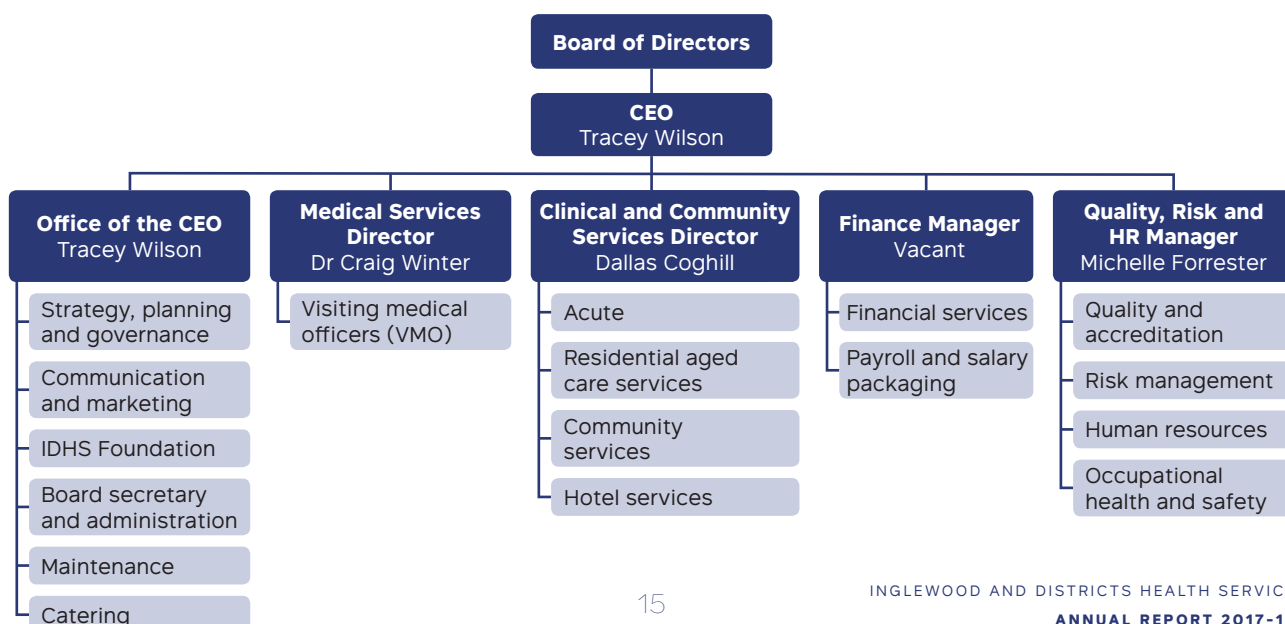 Board of Directors
CEO
Tracey Wilson
Office of the CEO
Tracey Wilson
Strategy, planning
and governance
Communication
and marketing
IDHS Foundation
Board secretary
and administration
Maintenance
Catering
Medical Services
Director
Dr Craig Winter
Visiting medical
officers (VMO)
Clinical and Community
Services Director
Dallas Coghill
Acute
Residential aged
care services
Community
services
Hotel services
Finance Manager
Vacant
Financial services
Payroll and salary
packaging
Quality, Risk and
HR Manager
Michelle Forrester
Quality and
accreditation
Risk management
Human resources
Occupational
health and safety
15
INGLEWOOD AND DISTRICTS HEALTH SERVIC
ANNUAL REPORT 2017-1